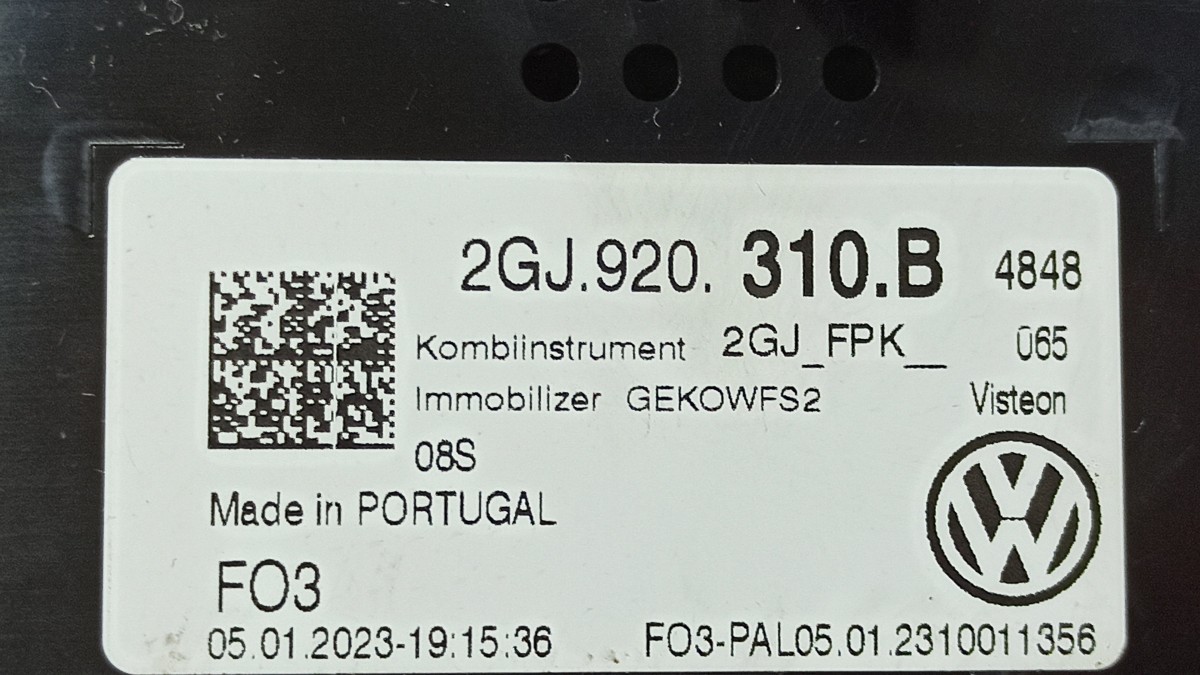 2GJ.920. 310.B 4848
Kombiinstrument 2GJ_FPK__ 065
Immobilizer GEKOWFS2 Visteon
08S
Made in PORTUGAL
FO3
05.01.2023-19:15:36 FO3-PAL05.01.2310011356